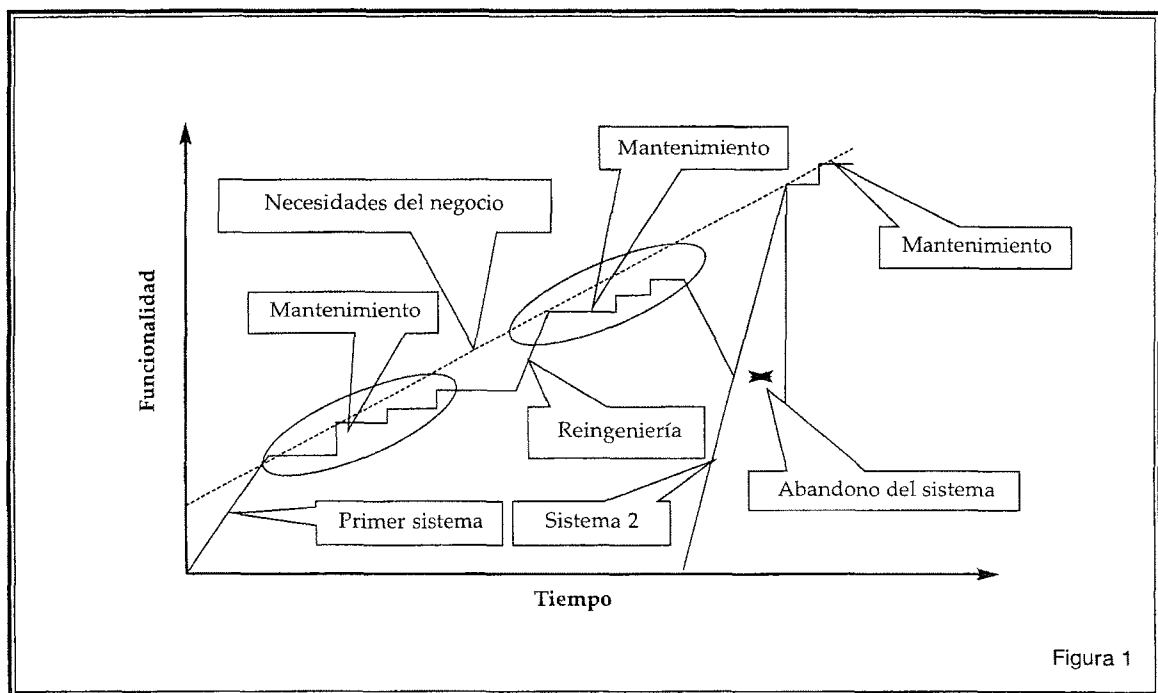 Mantenimiento
Necesidades del negocio
Mantenimiento
Mantenimiento
Funcionalidad
Reingeniería
Abandono del sistema
Primer sistema
Sistema 2
Tiempo
Figura 1